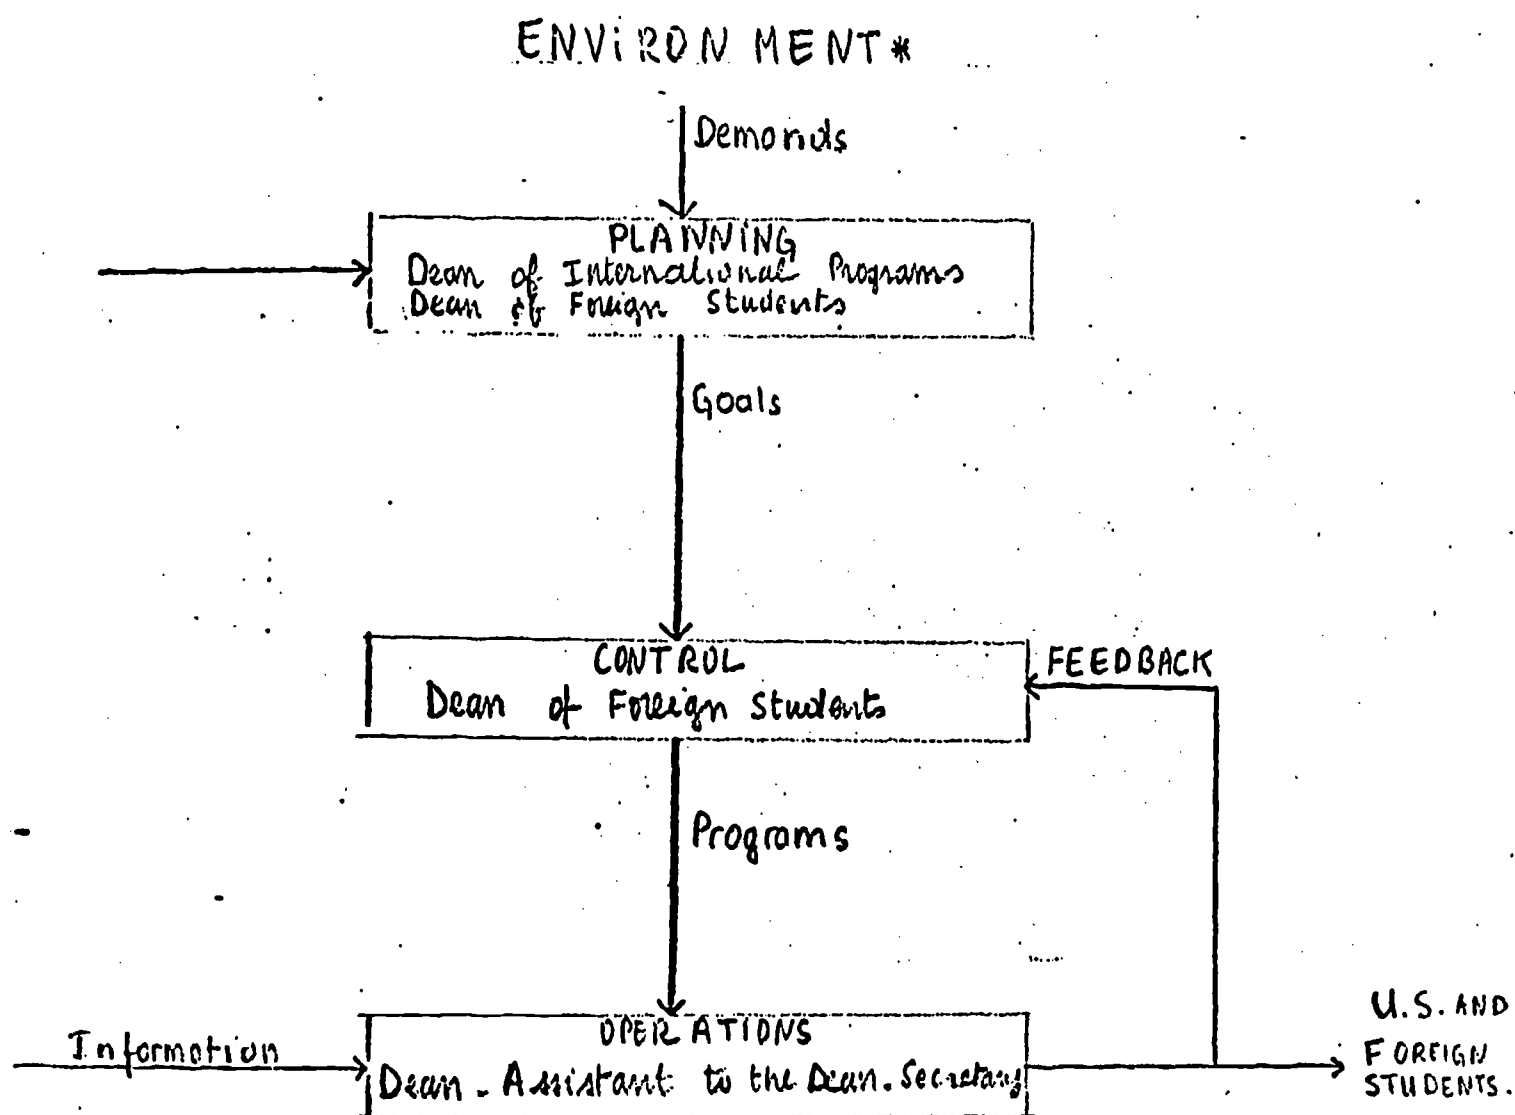 ENVIRONMENT*
Demands
PLANNING
Dean of International Programs
Dean of Foreign Students
Goals
CONTROL
Dean of Foreign Students
FEEDBACK
Programs
Information
OPERATIONS
Dean - Assistant to the Dean. Secretary
U.S. AND
FOREIGN
STUDENTS.